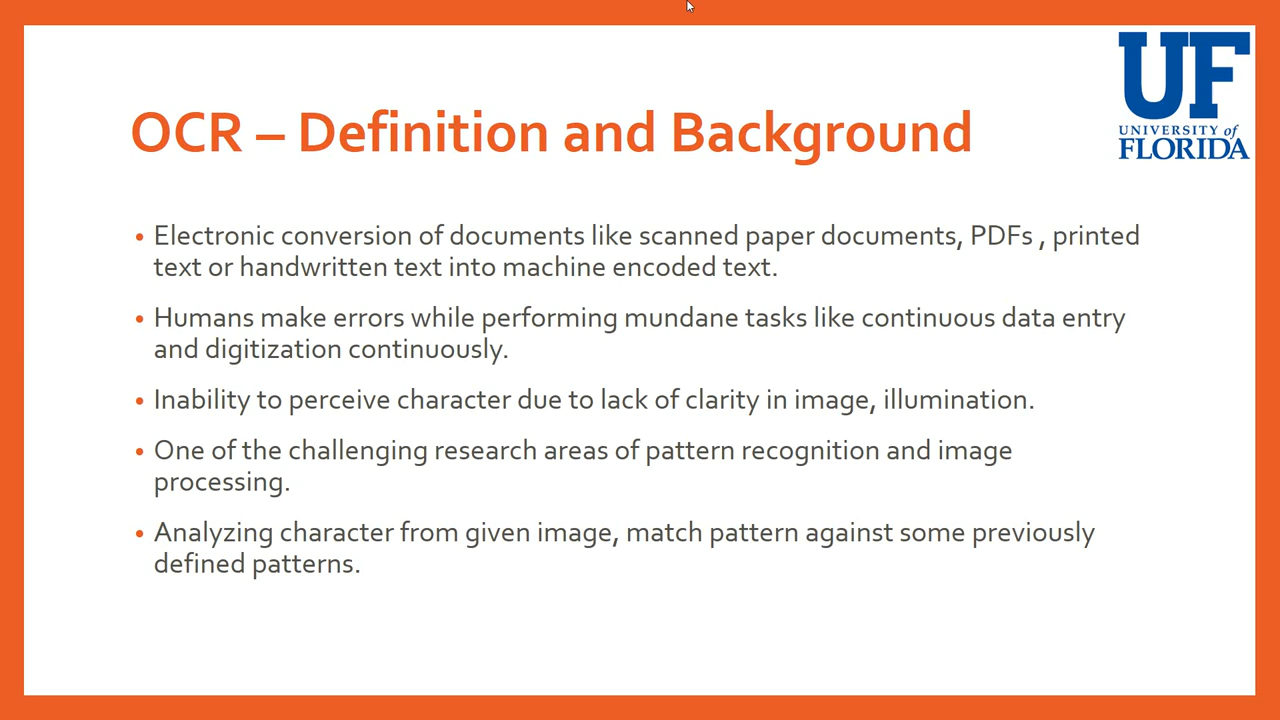 UF
UNIVERSITY of
FLORIDA
OCR – Definition and Background
• Electronic conversion of documents like scanned paper documents, PDFs , printed
text or handwritten text into machine encoded text.
• Humans make errors while performing mundane tasks like continuous data entry
and digitization continuously.
• Inability to perceive character due to lack of clarity in image, illumination.
• One of the challenging research areas of pattern recognition and image
processing.
• Analyzing character from given image, match pattern against some previously
defined patterns.